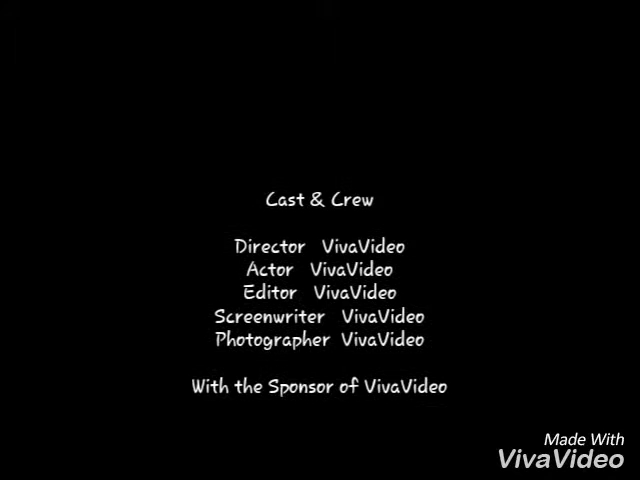 Cast & Crew
Director VivaVideo
Actor VivaVideo
Editor VivaVideo
Screenwriter VivaVideo
Photographer VivaVideo
With the Sponsor of VivaVideo
Made With
VivaVideo